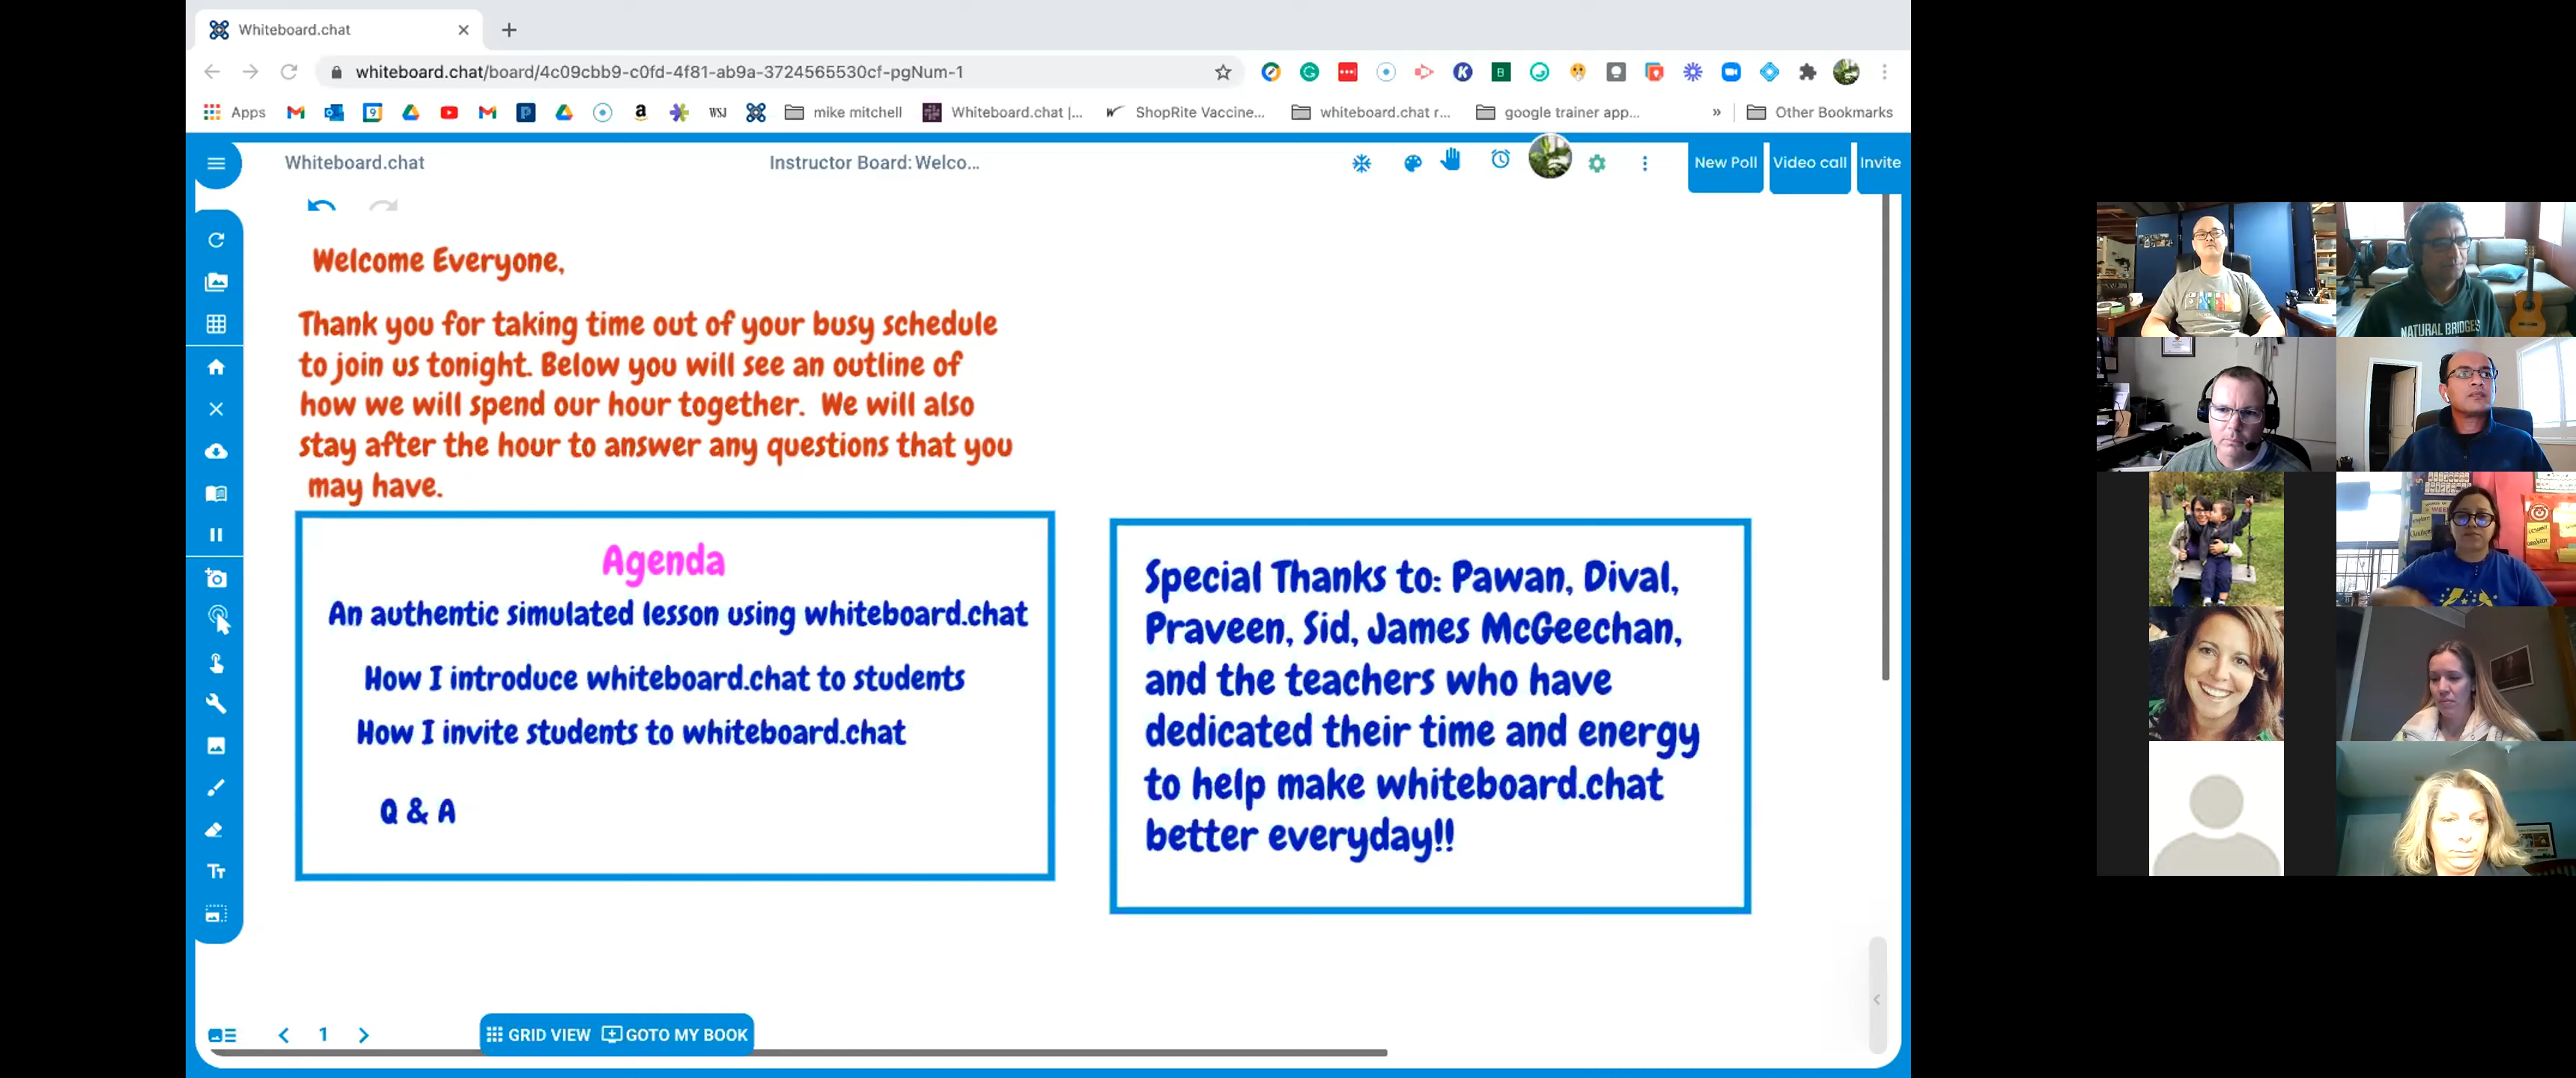 Whiteboard.chat
whiteboard.chat/board/4c09cbb9-c0fd-4f81-ab9a-3724565530cf-pgNum-1
Apps
WSJ
mike mitchell
Whiteboard.chat |...
ShopRite Vaccine...
whiteboard.chat r...
google trainer app...
»
Other Bookmarks
Whiteboard.chat
Instructor Board: Welco...
New Poll
Video call
Invite
Welcome Everyone,
Thank you for taking time out of your busy schedule
to join us tonight. Below you will see an outline of
how we will spend our hour together. We will also
stay after the hour to answer any questions that you
may have.
Agenda
An authentic simulated lesson using whiteboard.chat
How I introduce whiteboard.chat to students
How I invite students to whiteboard.chat
Q & A
Special Thanks to: Pawan, Dival,
Praveen, Sid, James McGeechan,
and the teachers who have
dedicated their time and energy
to help make whiteboard.chat
better everyday!!
1
GRID VIEW
GOTO MY BOOK
NATURAL BRIDGES